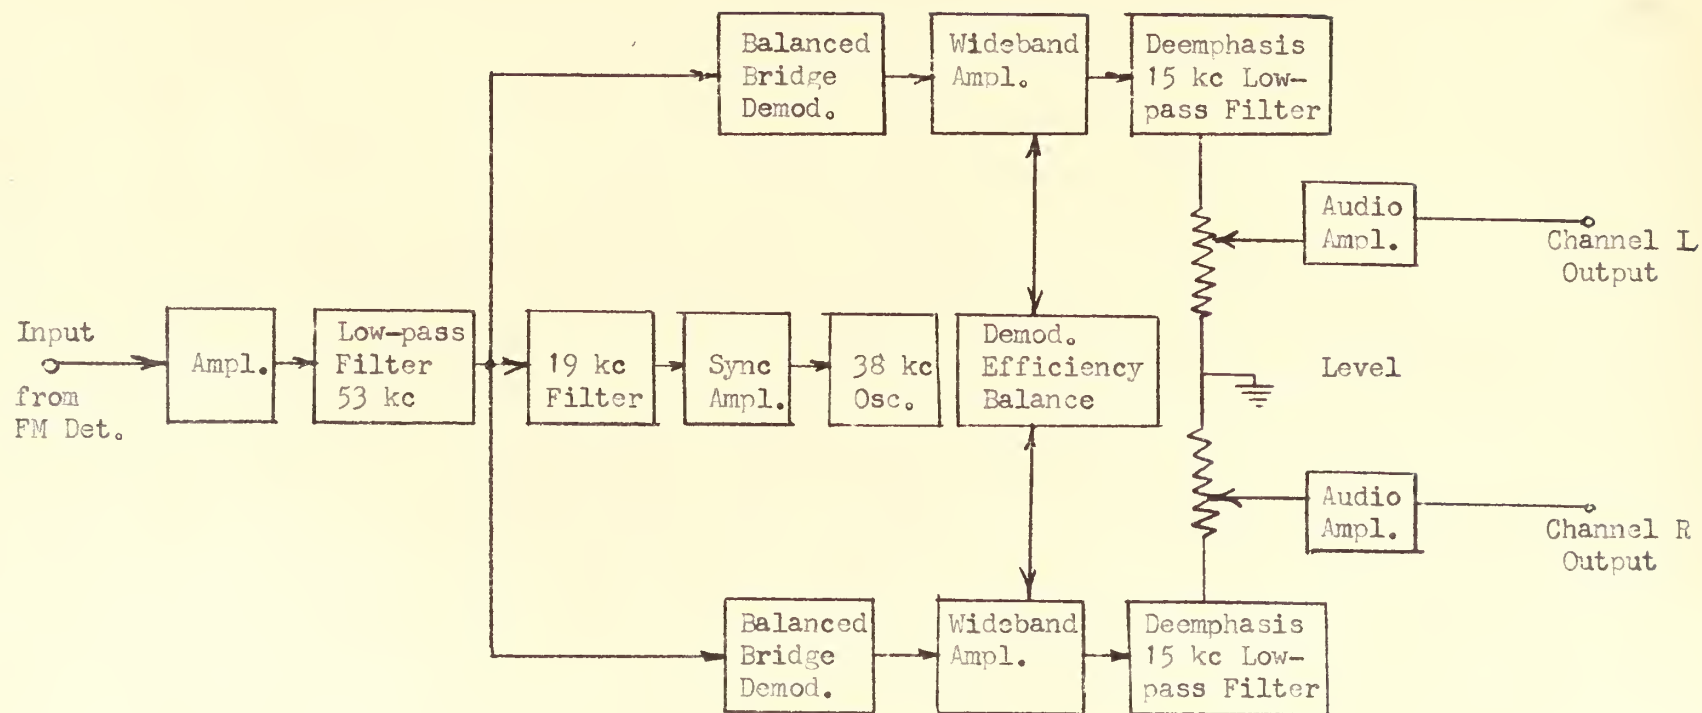 Balanced
Bridge
Demod.
Wideband
Ampl.
Deemphasis
15 kc Low-
pass Filter
Audio
Ampl.
Channel L
Output
Input
from
FM Det.
Ampl.
Low-pass
Filter
53 kc
19 kc
Filter
Sync
Ampl.
38 kc
Osc.
Demod.
Efficiency
Balance
Level
Audio
Ampl.
Channel R
Output
Balanced
Bridge
Demod.
Wideband
Ampl.
Deemphasis
15 kc Low-
pass Filter